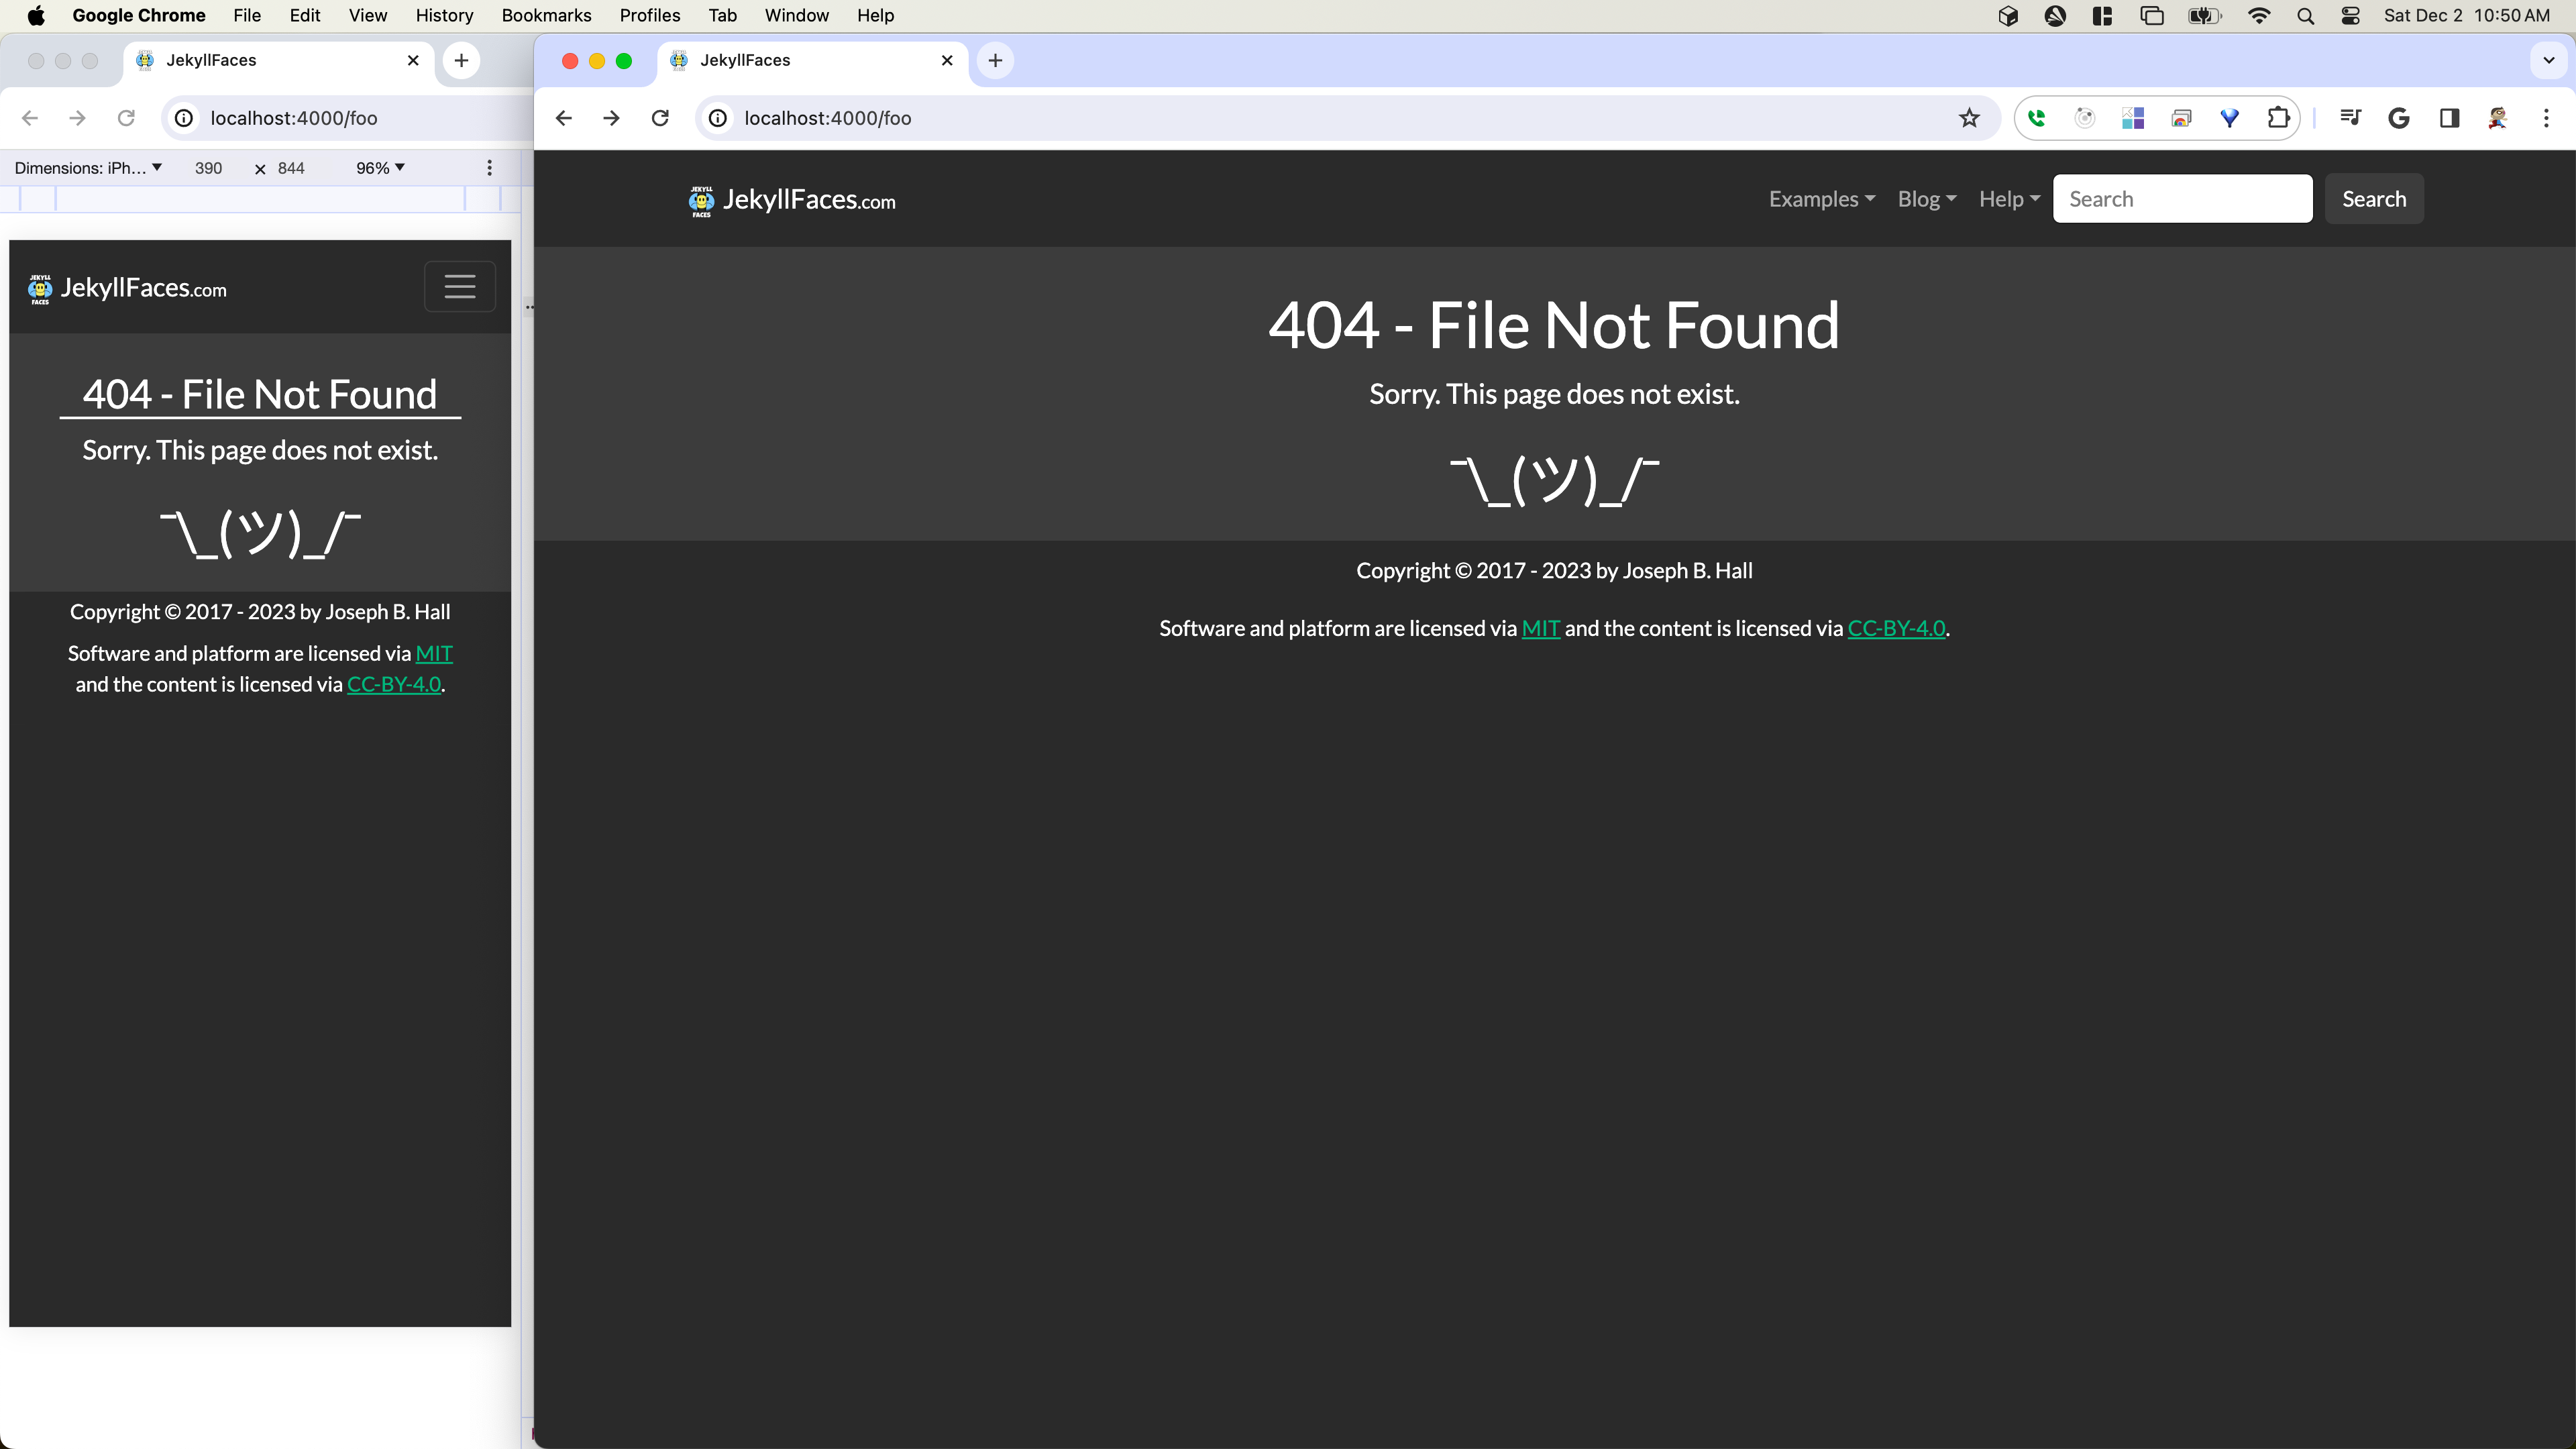 Google Chrome File Edit View History Bookmarks Profiles Tab Window Help Sat Dec 2 10:50 AM
JekyllFaces
localhost:4000/foo
Dimensions: iPh... 390 × 844 96%
JEKYLL
FACES
JekyllFaces.com
404 - File Not Found
Sorry. This page does not exist.
¯\_(ツ)_/¯
Copyright © 2017 - 2023 by Joseph B. Hall
Software and platform are licensed via MIT
and the content is licensed via CC-BY-4.0.
JekyllFaces
localhost:4000/foo
JEKYLL
FACES
JekyllFaces.com Examples Blog Help Search Search
404 - File Not Found
Sorry. This page does not exist.
¯\_(ツ)_/¯
Copyright © 2017 - 2023 by Joseph B. Hall
Software and platform are licensed via MIT and the content is licensed via CC-BY-4.0.